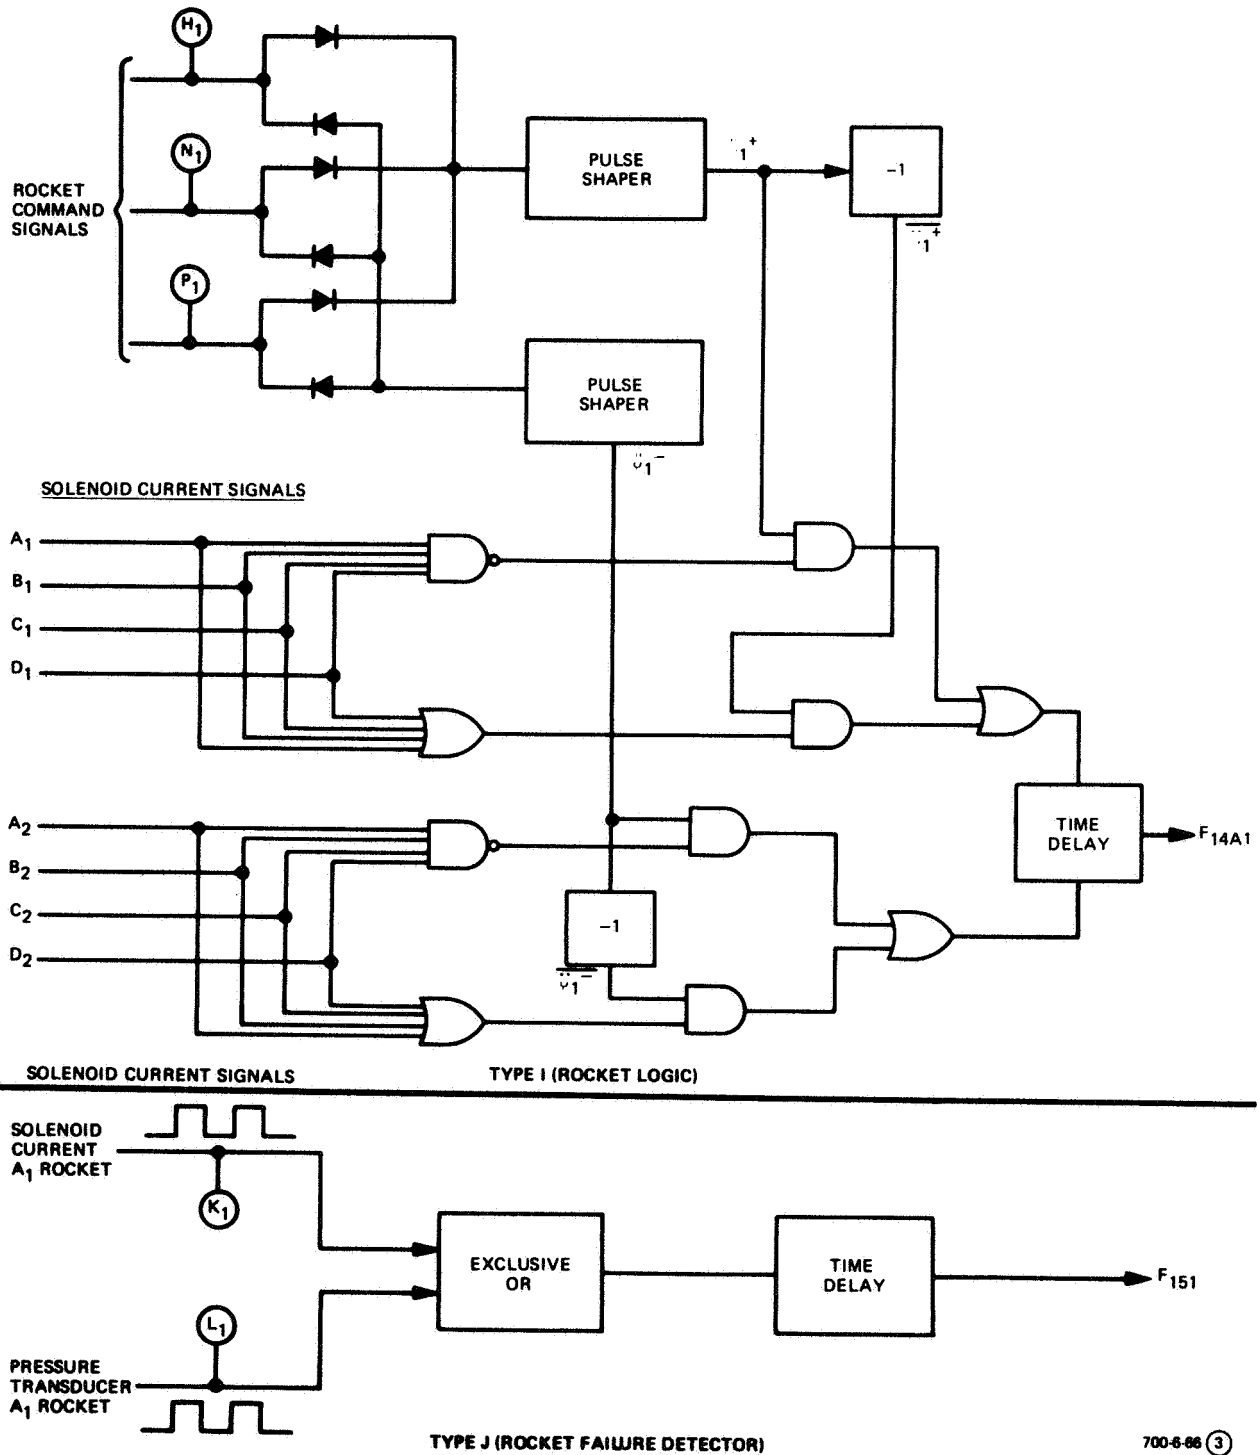 H1
N1
ROCKET
COMMAND
SIGNALS
P1
PULSE
SHAPER
-1
PULSE
SHAPER
SOLENOID CURRENT SIGNALS
A1
B1
C1
D1
A2
B2
C2
D2
-1
TIME
DELAY
F14A1
SOLENOID CURRENT SIGNALS
TYPE I (ROCKET LOGIC)
SOLENOID
CURRENT
A1 ROCKET
K1
EXCLUSIVE
OR
TIME
DELAY
F151
L1
PRESSURE
TRANSDUCER
A1 ROCKET
TYPE J (ROCKET FAILURE DETECTOR)
700-6-66 3